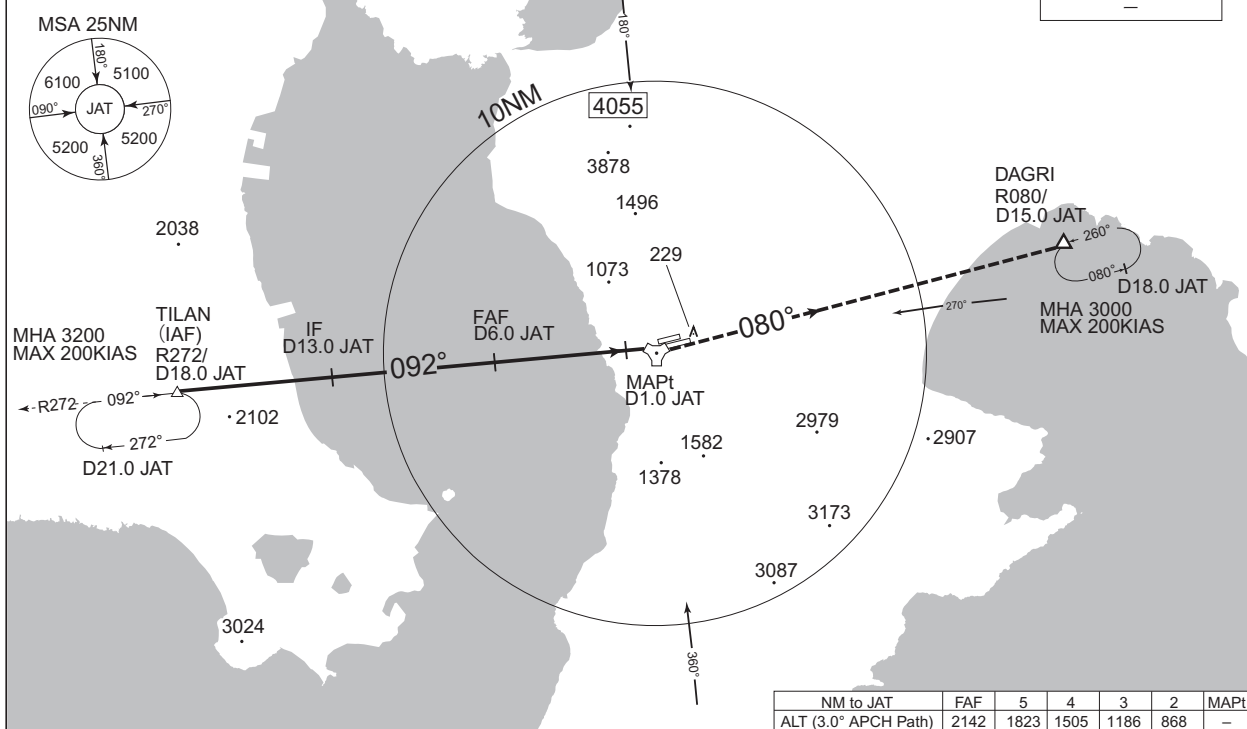 —
MSA 25NM
180°
6100
5100
090°
JAT
270°
5200
5200
360°
180°
10NM
4055
3878
1496
1073
229
2038
DAGRI
R080/
D15.0 JAT
260°
080°
D18.0 JAT
MHA 3000
MAX 200KIAS
270°
080°
MHA 3200
MAX 200KIAS
TILAN
(IAF)
R272/
D18.0 JAT
IF
D13.0 JAT
FAF
D6.0 JAT
092°
MAPt
D1.0 JAT
R272
092°
272°
D21.0 JAT
2102
2979
2907
1582
1378
3173
3087
3024
360°
NM to JAT FAF 5 4 3 2 MAPt
ALT (3.0° APCH Path) 2142 1823 1505 1186 868 –